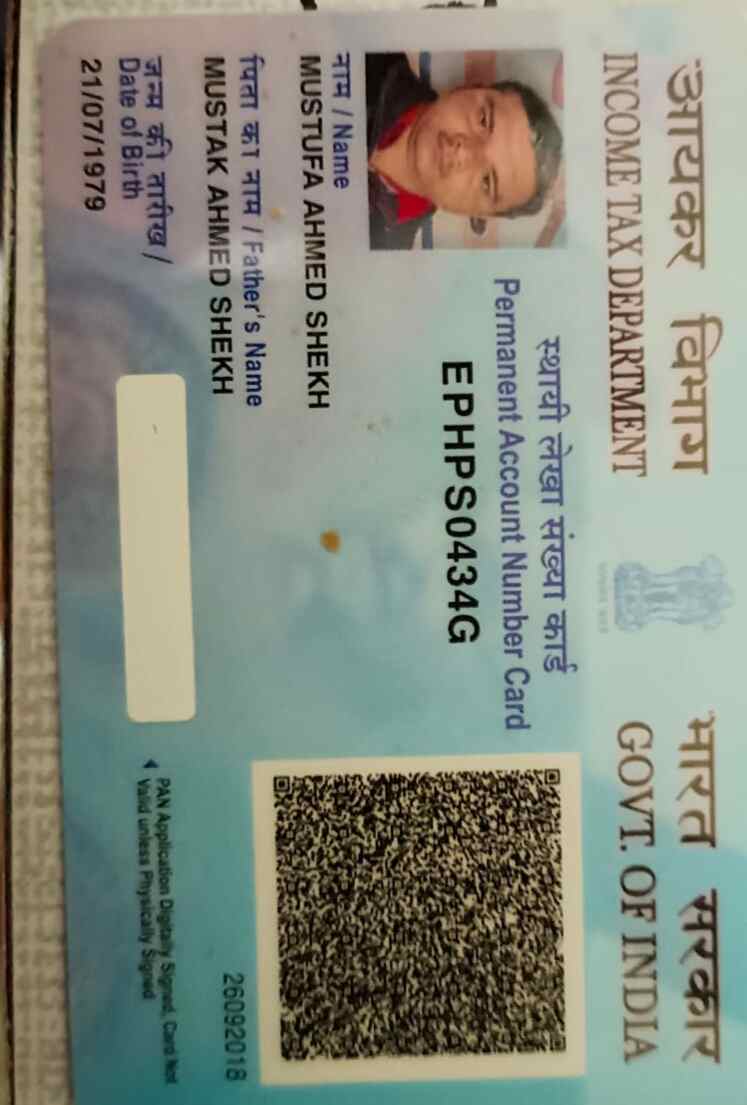 आयकर विभाग
INCOME TAX DEPARTMENT
भारत सरकार
GOVT. OF INDIA
स्थायी लेखा संख्या कार्ड
Permanent Account Number Card
EPHPS0434G
नाम / Name
MUSTUFA AHMED SHEKH
पिता का नाम / Father's Name
MUSTAK AHMED SHEKH
जन्म की तारीख /
Date of Birth
21/07/1979
26092018
PAN Application Digitally Signed, Card Not
Valid unless Physically Signed